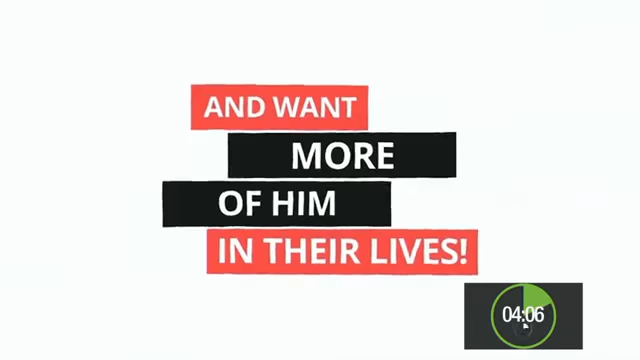 AND WANT
MORE
OF HIM
IN THEIR LIVES!
04:06